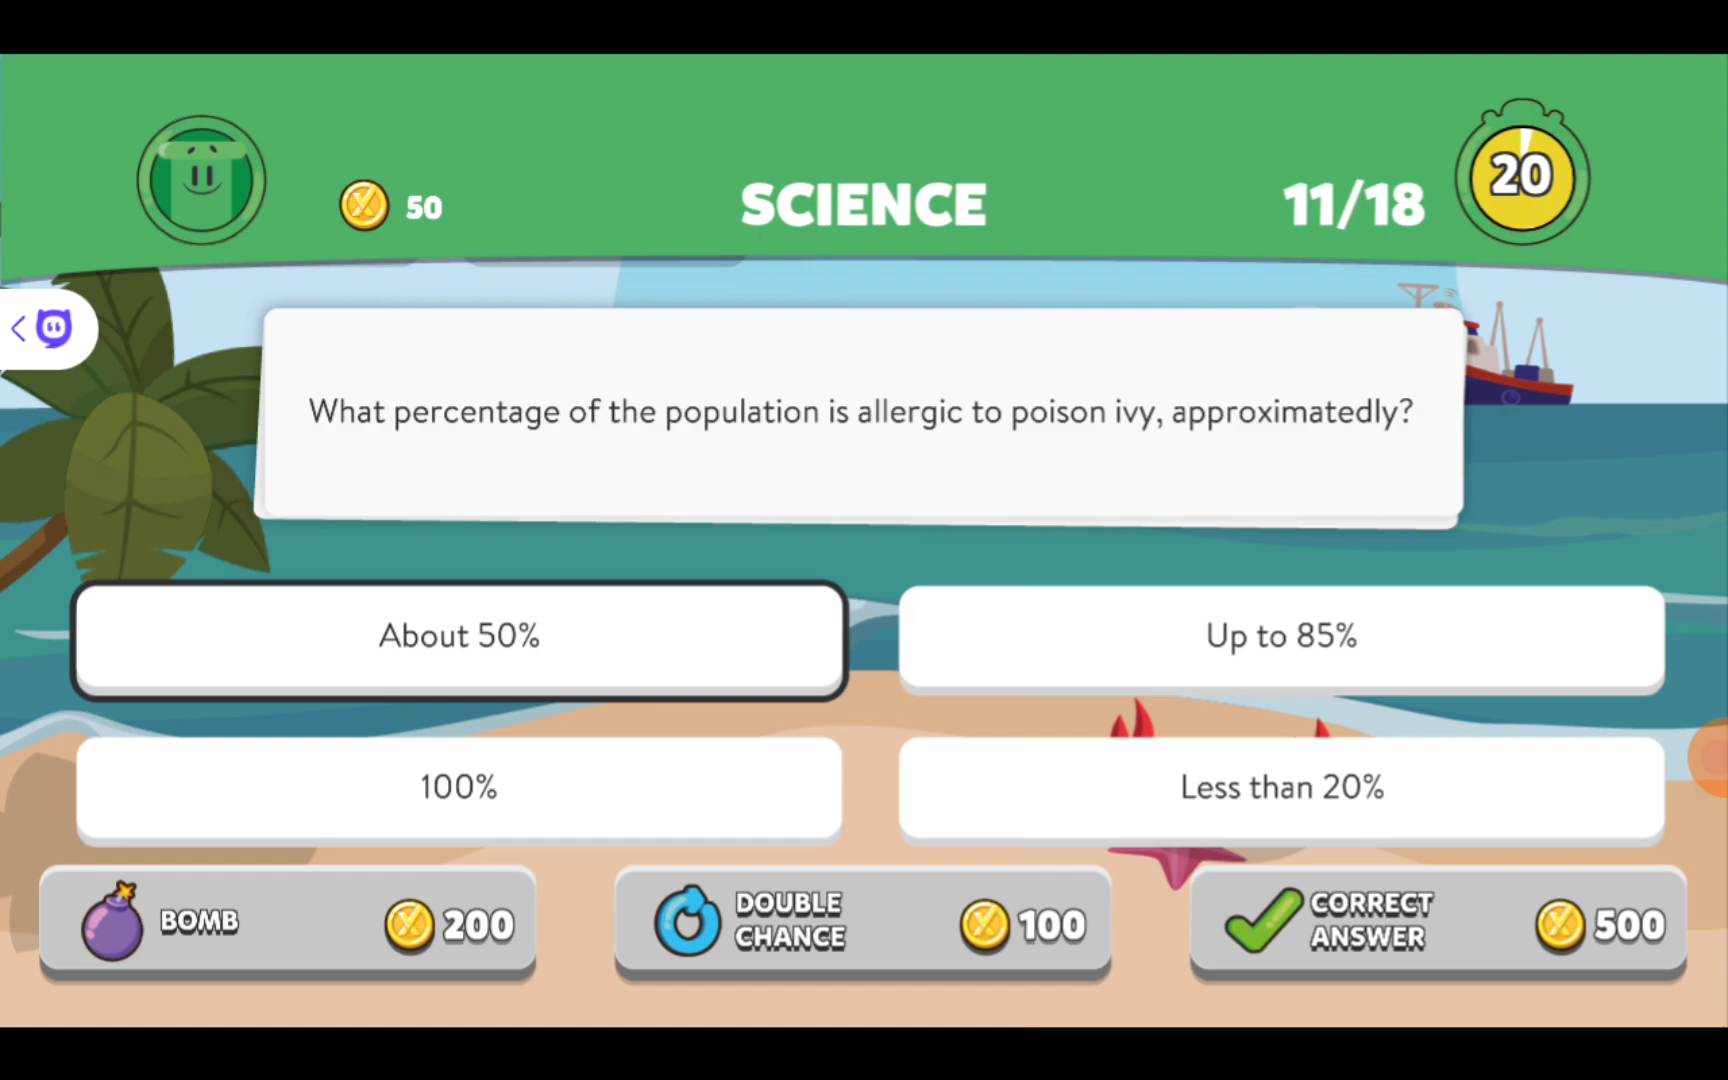 50
SCIENCE
11/18
20
What percentage of the population is allergic to poison ivy, approximatedly?
About 50%
Up to 85%
100%
Less than 20%
BOMB
200
DOUBLE
CHANCE
100
CORRECT
ANSWER
500